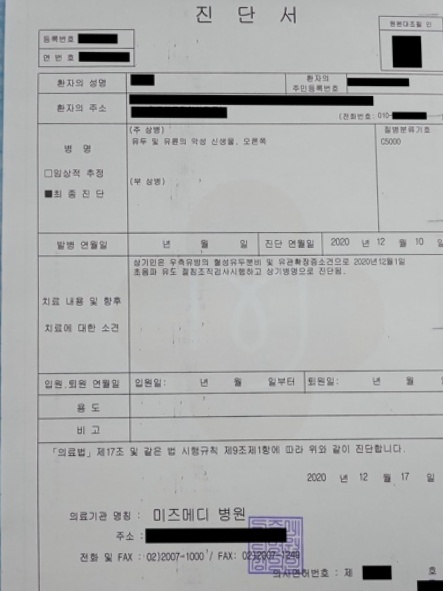 진 단 서
등록번호
연 번 호
원본대조필 인
환자의 성명
환자의
주민등록번호
환자의 주소
(전화번호: 010-
병 명
□임상적 추정
■최 종 진 단
(주 상병)
유두 및 유륜의 악성 신생물, 오른쪽
(부 상병)
질병분류기호
C5000
발병 연월일 년 월 일 진단 연월일 2020 년 12 월 10 일
치료 내용 및 향후
치료에 대한 소견
상기인은 우측유방의 혈성유두분비 및 유관확장증소견으로 2020년12월1일
초음파 유도 절침조직검사시행하고 상기병명으로 진단됨.
입원.퇴원 연월일 입원일: 년 월 일부터 퇴원일: 년 월
용 도
비 고
「의료법」제17조 및 같은 법 시행규칙 제9조제1항에 따라 위와 같이 진단합니다.
2020 년 12 월 17 일
의료기관 명칭 : 미즈메디 병원
주소 :
전화 및 FAX : 02)2007-1000 / FAX: 02)2007-1249
의사면허번호 : 제 호